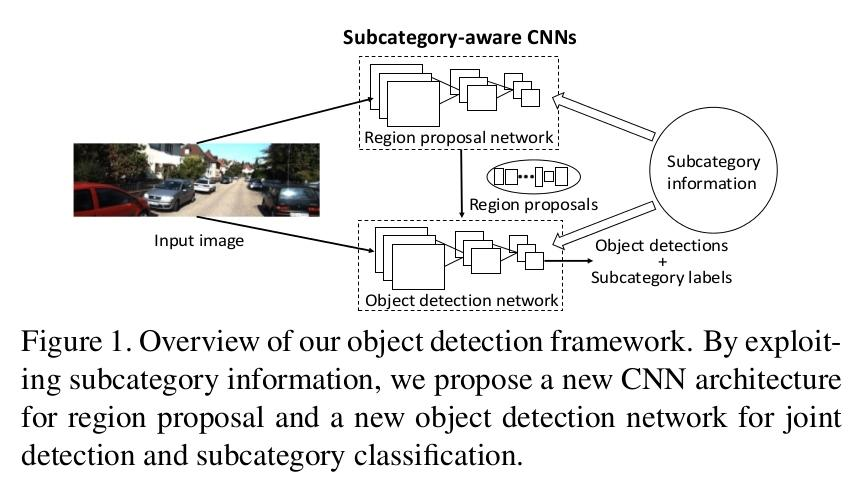 Subcategory-aware CNNs
Region proposal network
Subcategory
information
Region proposals
Input image
Object detections
+
Subcategory labels
Object detection network
Figure 1. Overview of our object detection framework. By exploit-
ing subcategory information, we propose a new CNN architecture
for region proposal and a new object detection network for joint
detection and subcategory classification.